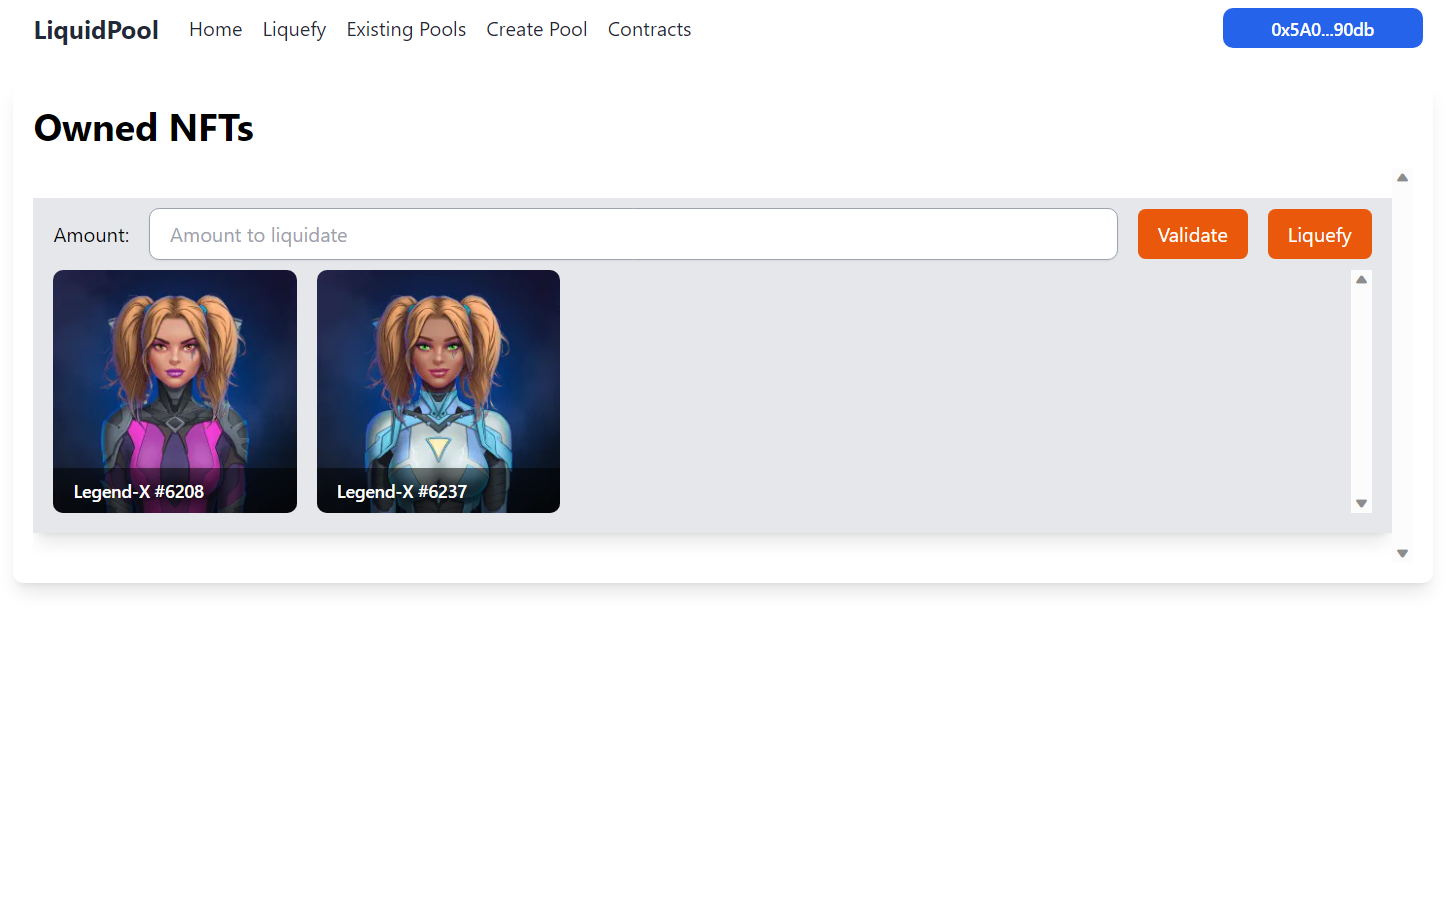 LiquidPool Home Liquefy Existing Pools Create Pool Contracts 0x5A0...90db
Owned NFTs
Amount: Amount to liquidate Validate Liquefy
Legend-X #6208 Legend-X #6237